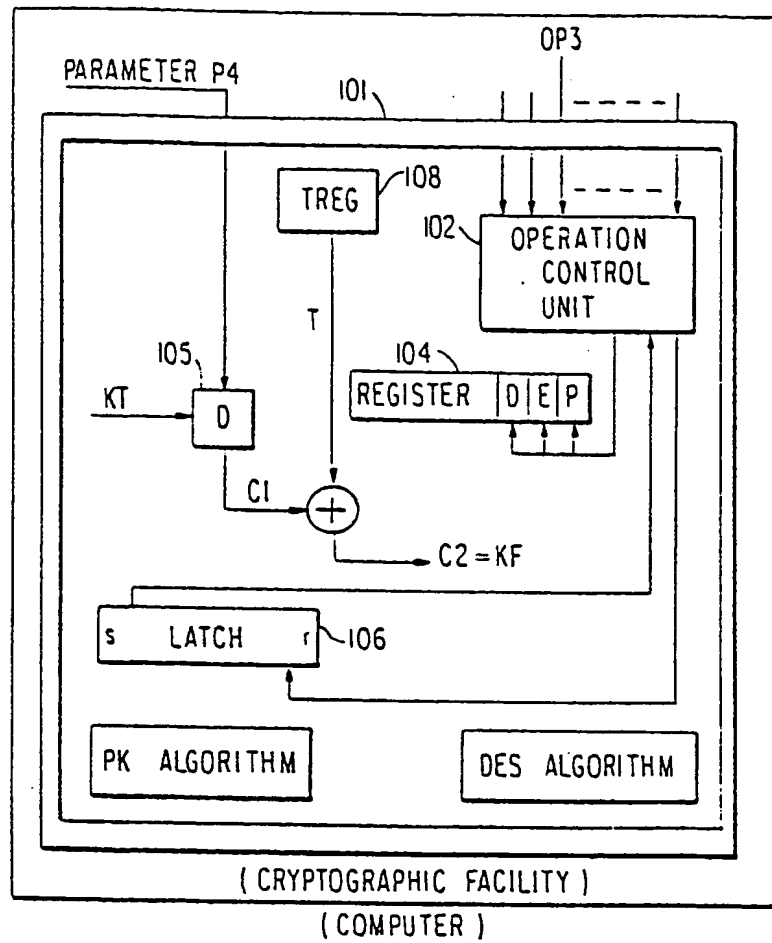 OP3
PARAMETER P4
101
TREG
108
102
OPERATION
CONTROL
UNIT
T
105
104
REGISTER D E P
KT
D
C1
C2=KF
s LATCH r
106
PK ALGORITHM
DES ALGORITHM
(CRYPTOGRAPHIC FACILITY)
(COMPUTER)